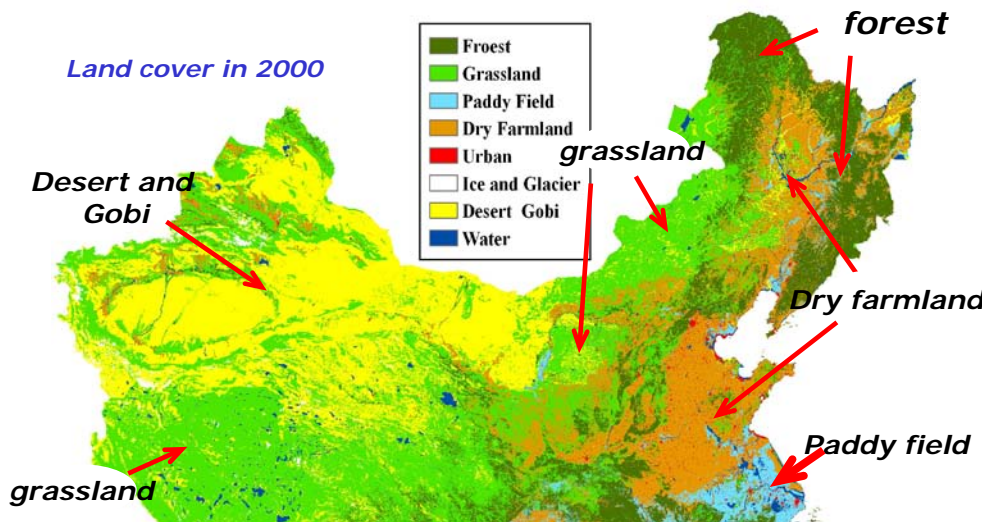 forest
Land cover in 2000
Froest
Grassland
Paddy Field
Dry Farmland
Urban
Ice and Glacier
Desert Gobi
Water
grassland
Desert and
Gobi
Dry farmland
Paddy field
grassland